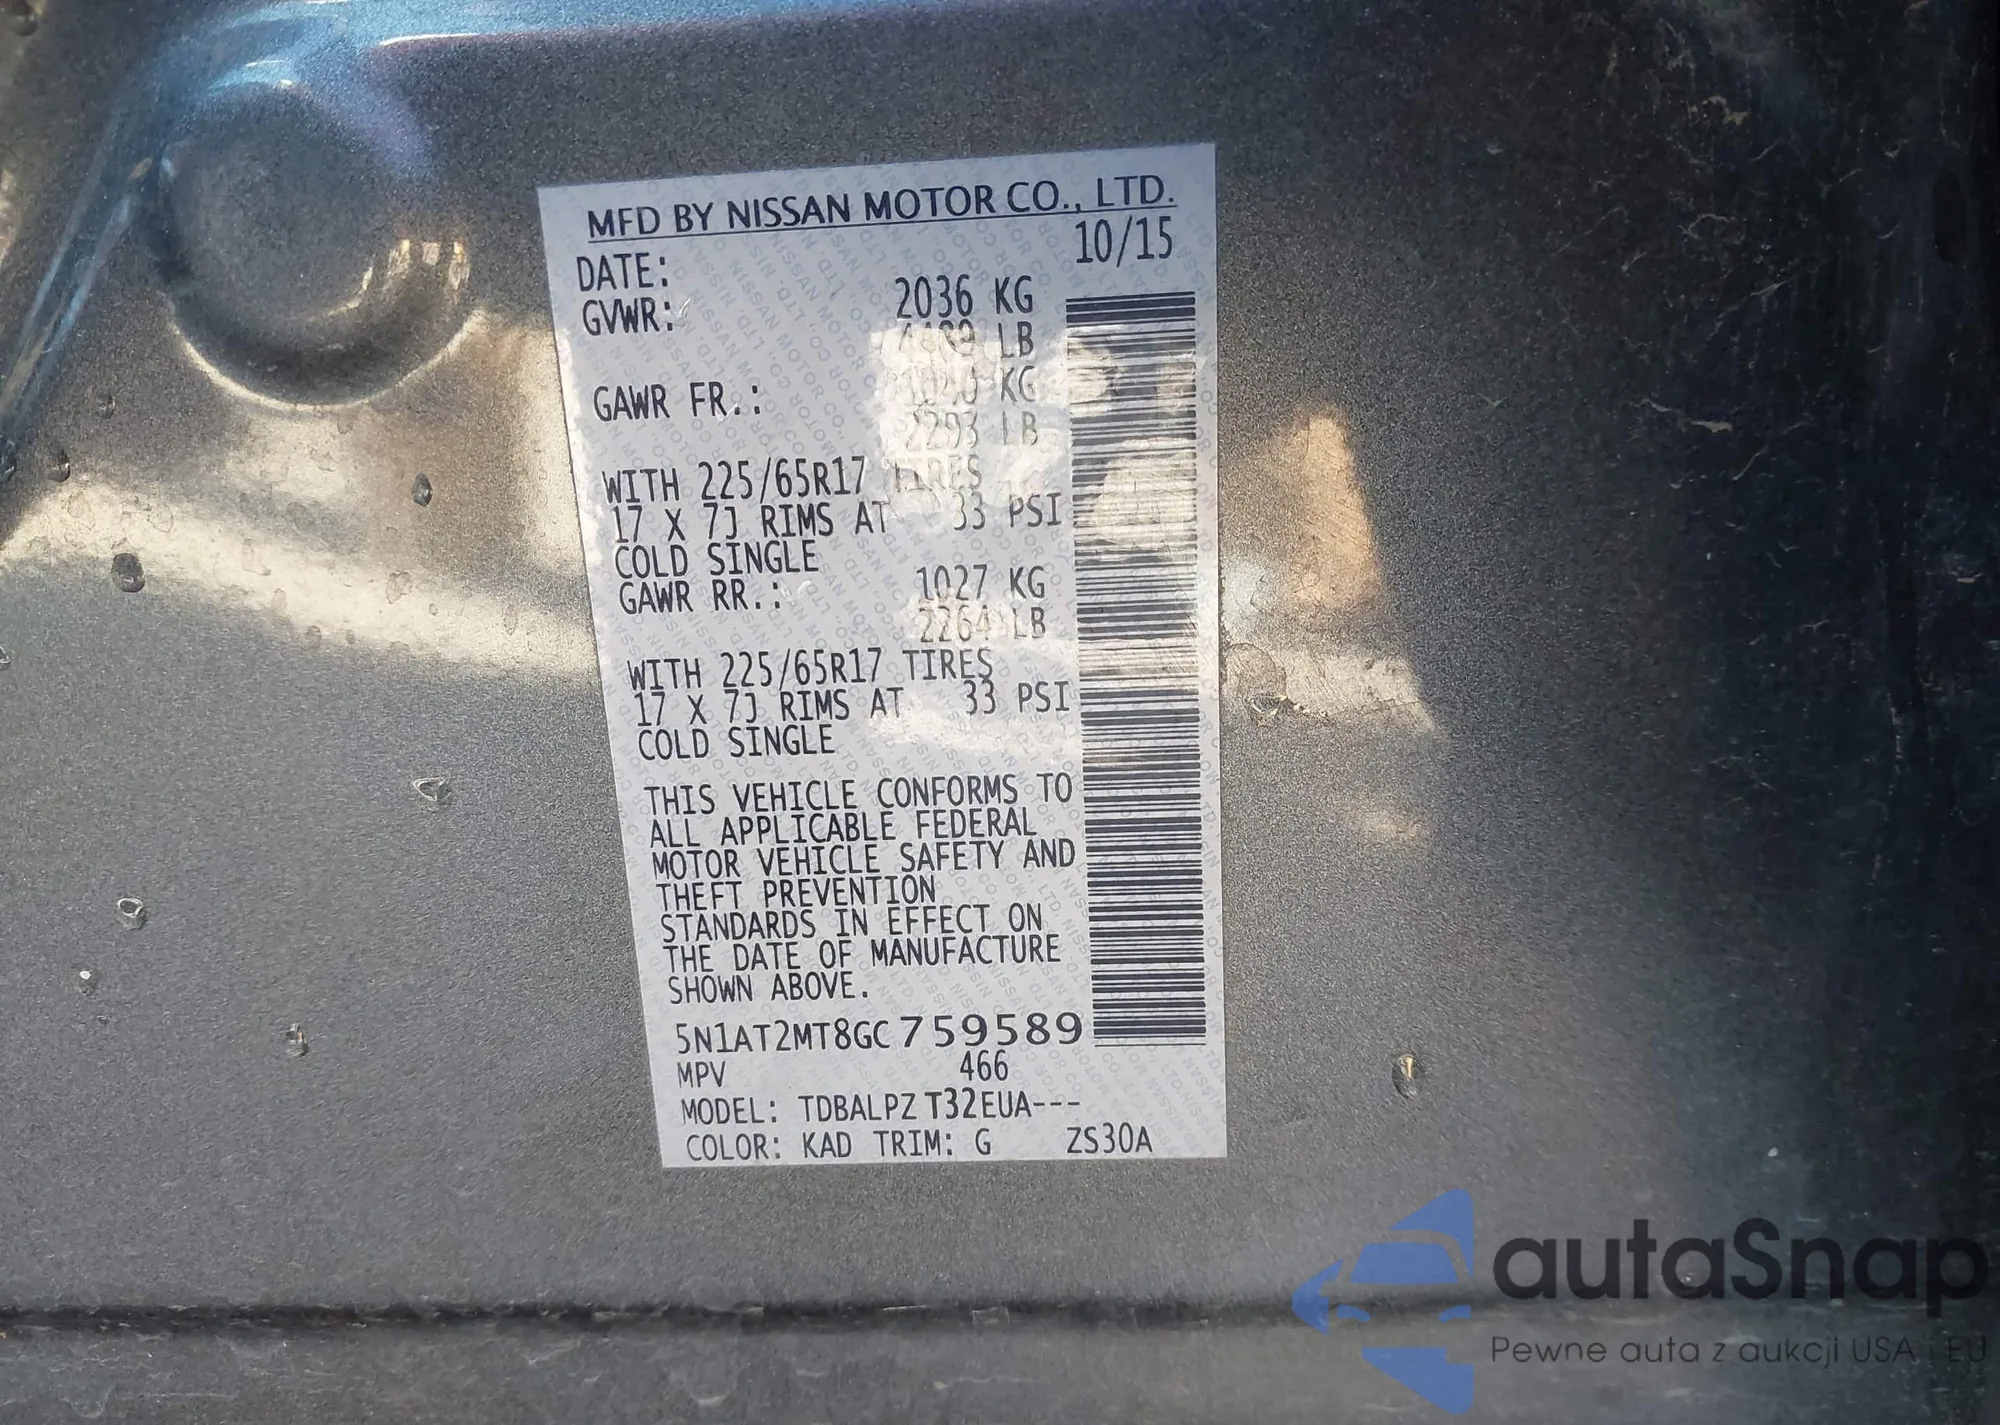 MFD BY NISSAN MOTOR CO., LTD.
DATE: 10/15
GVWR: 2036 KG
4489 LB
GAWR FR.: 1040 KG
2293 LB
WITH 225/65R17 TIRES
17 X 7J RIMS AT 33 PSI
COLD SINGLE
GAWR RR.: 1027 KG
2264 LB
WITH 225/65R17 TIRES
17 X 7J RIMS AT 33 PSI
COLD SINGLE
THIS VEHICLE CONFORMS TO
ALL APPLICABLE FEDERAL
MOTOR VEHICLE SAFETY AND
THEFT PREVENTION
STANDARDS IN EFFECT ON
THE DATE OF MANUFACTURE
SHOWN ABOVE.
5N1AT2MT8GC759589
MPV 466
MODEL: TDBALPZ T32EUA---
COLOR: KAD TRIM: G ZS30A
autaSnap
Pewne auta z aukcji USA i EU